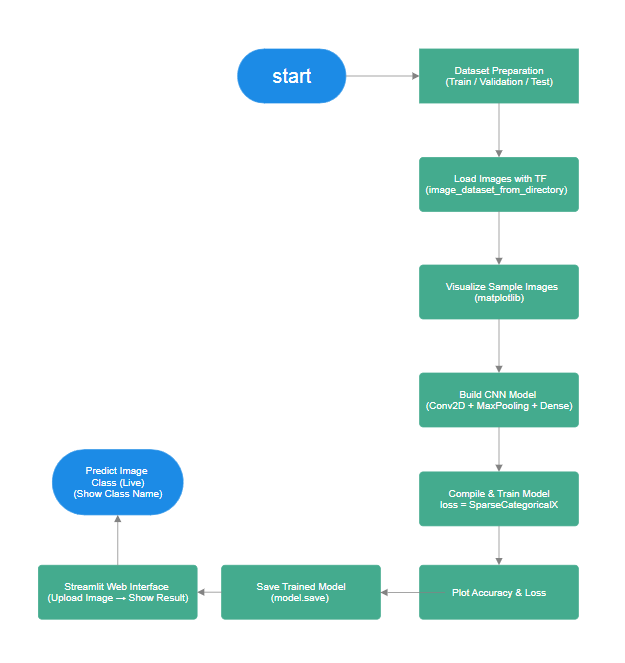 start
Dataset Preparation
(Train / Validation / Test)
Load Images with TF
(image_dataset_from_directory)
Visualize Sample Images
(matplotlib)
Build CNN Model
(Conv2D + MaxPooling + Dense)
Compile & Train Model
loss = SparseCategoricalX
Plot Accuracy & Loss
Save Trained Model
(model.save)
Streamlit Web Interface
(Upload Image → Show Result)
Predict Image
Class (Live)
(Show Class Name)